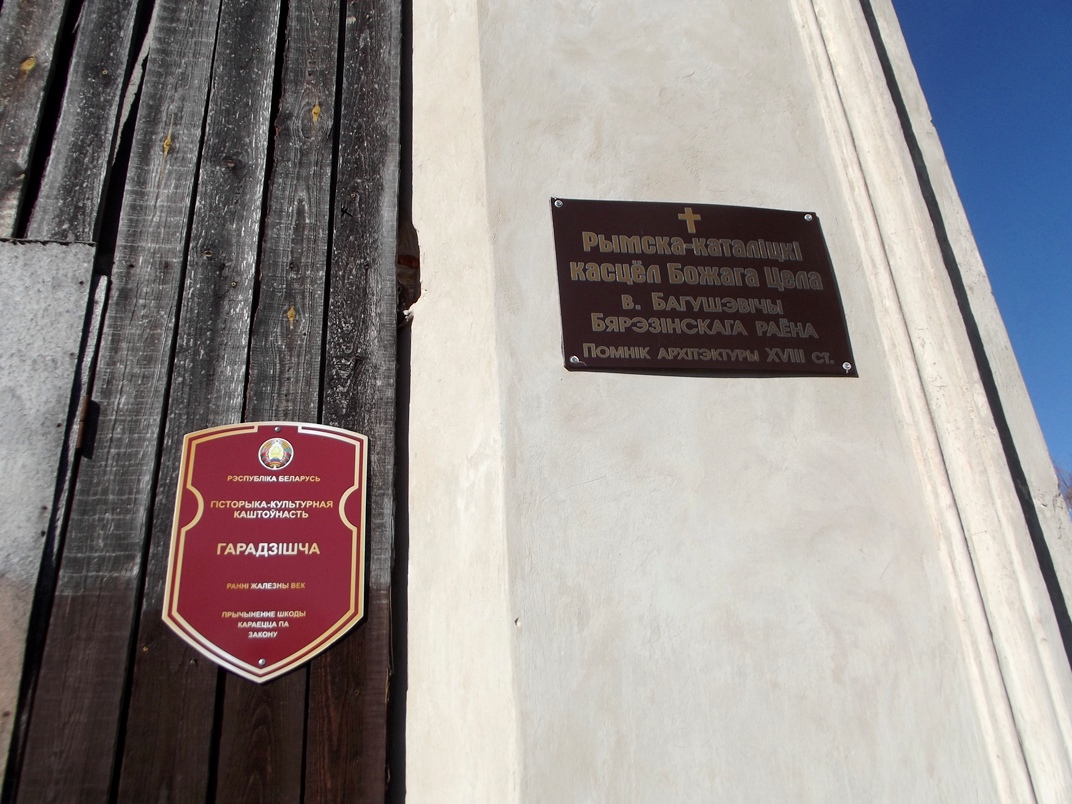 РЭСПУБЛІКА БЕЛАРУСЬ
ГІСТОРЫКА-КУЛЬТУРНАЯ
КАШТОЎНАСТЬ
ГАРАДЗІШЧА
РАННІ ЖАЛЕЗНЫ ВЕК
ПРЫЧЫНЕННЕ ШКОДЫ
КАРАЕЦЦА ПА
ЗАКОНУ
Рымска-каталіцкі
касцёл Божага Цела
в. Багушэвічы
Бярэзінскага раёна
Помнік архітэктуры XVIII ст.